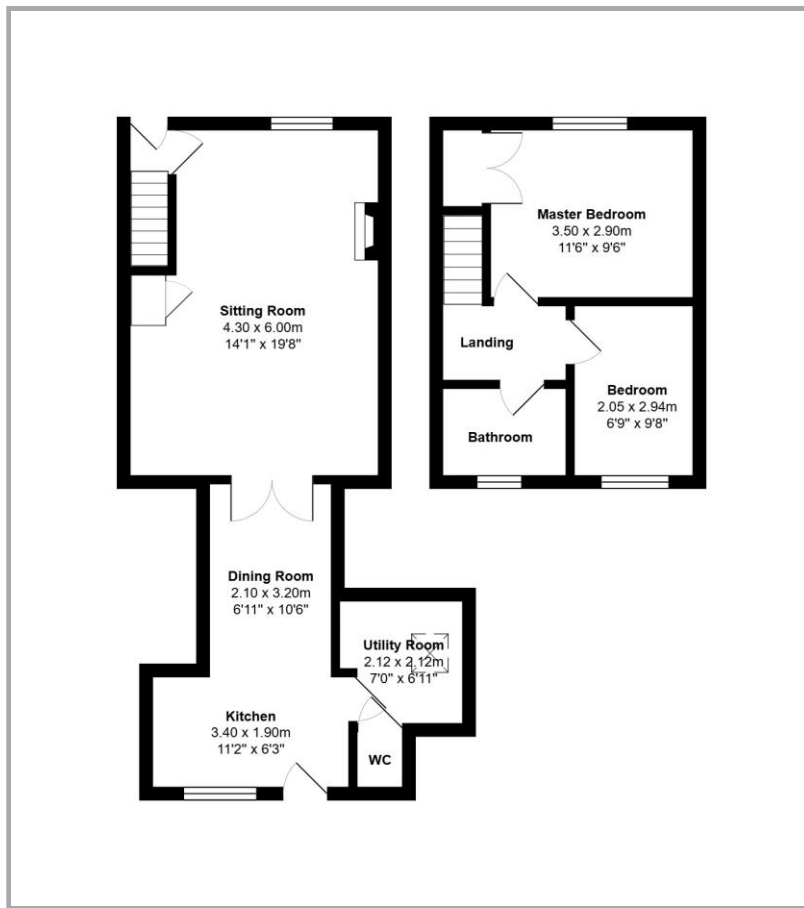 Sitting Room
4.30 x 6.00m
14'1" x 19'8"
Dining Room
2.10 x 3.20m
6'11" x 10'6"
Utility Room
2.12 x 2.12m
7'0" x 6'11"
Kitchen
3.40 x 1.90m
11'2" x 6'3"
WC
Master Bedroom
3.50 x 2.90m
11'6" x 9'6"
Landing
Bedroom
2.05 x 2.94m
6'9" x 9'8"
Bathroom